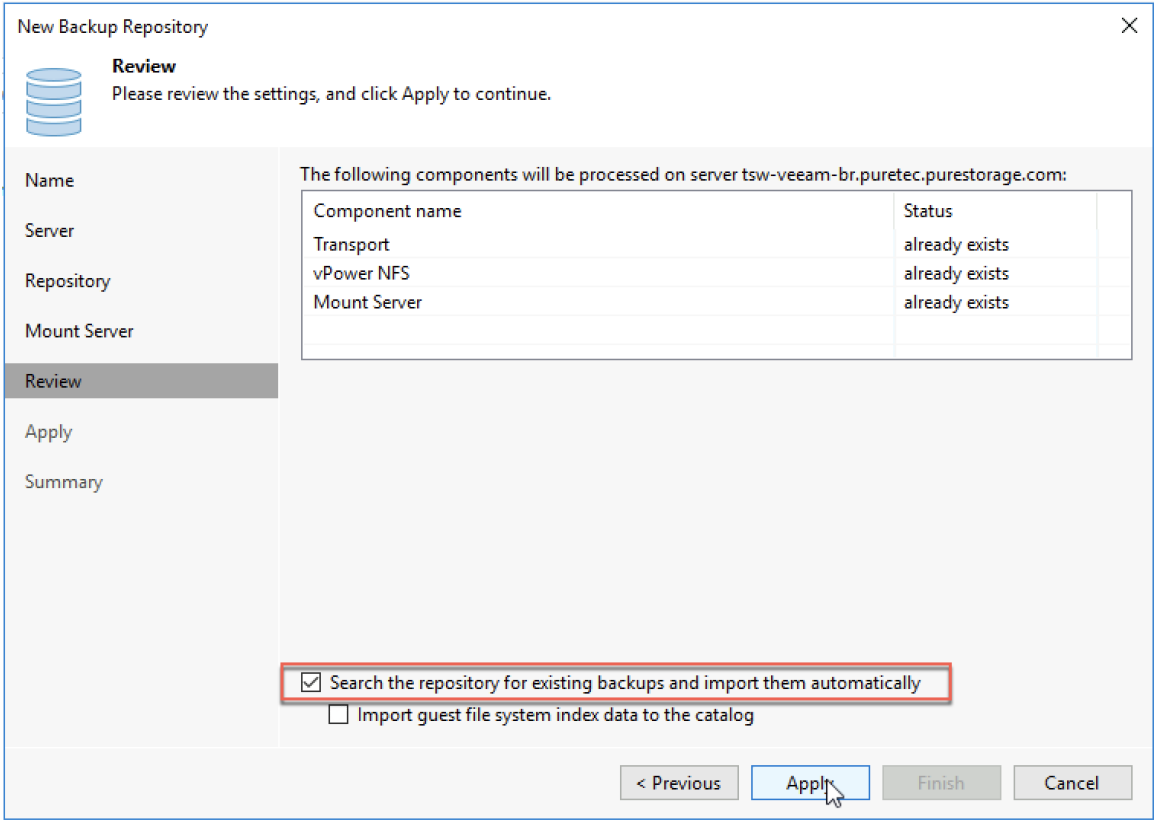 New Backup Repository
Review
Please review the settings, and click Apply to continue.
Name
Server
Repository
Mount Server
Review
Apply
Summary
The following components will be processed on server tsw-veeam-br.puretec.purestorage.com:
Component name Status
Transport already exists
vPower NFS already exists
Mount Server already exists
Search the repository for existing backups and import them automatically
Import guest file system index data to the catalog
< Previous Apply Finish Cancel